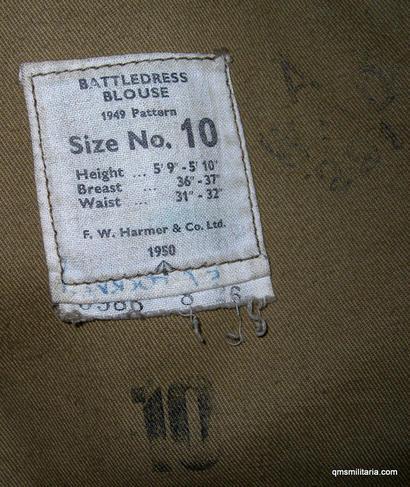 BATTLEDRESS
BLOUSE
1949 Pattern
Size No. 10
Height ... 5' 9" - 5' 10"
Breast ... 36" - 37"
Waist ... 31" - 32"
F. W. Harmer & Co. Ltd.
1950
10
qmsmilitaria.com